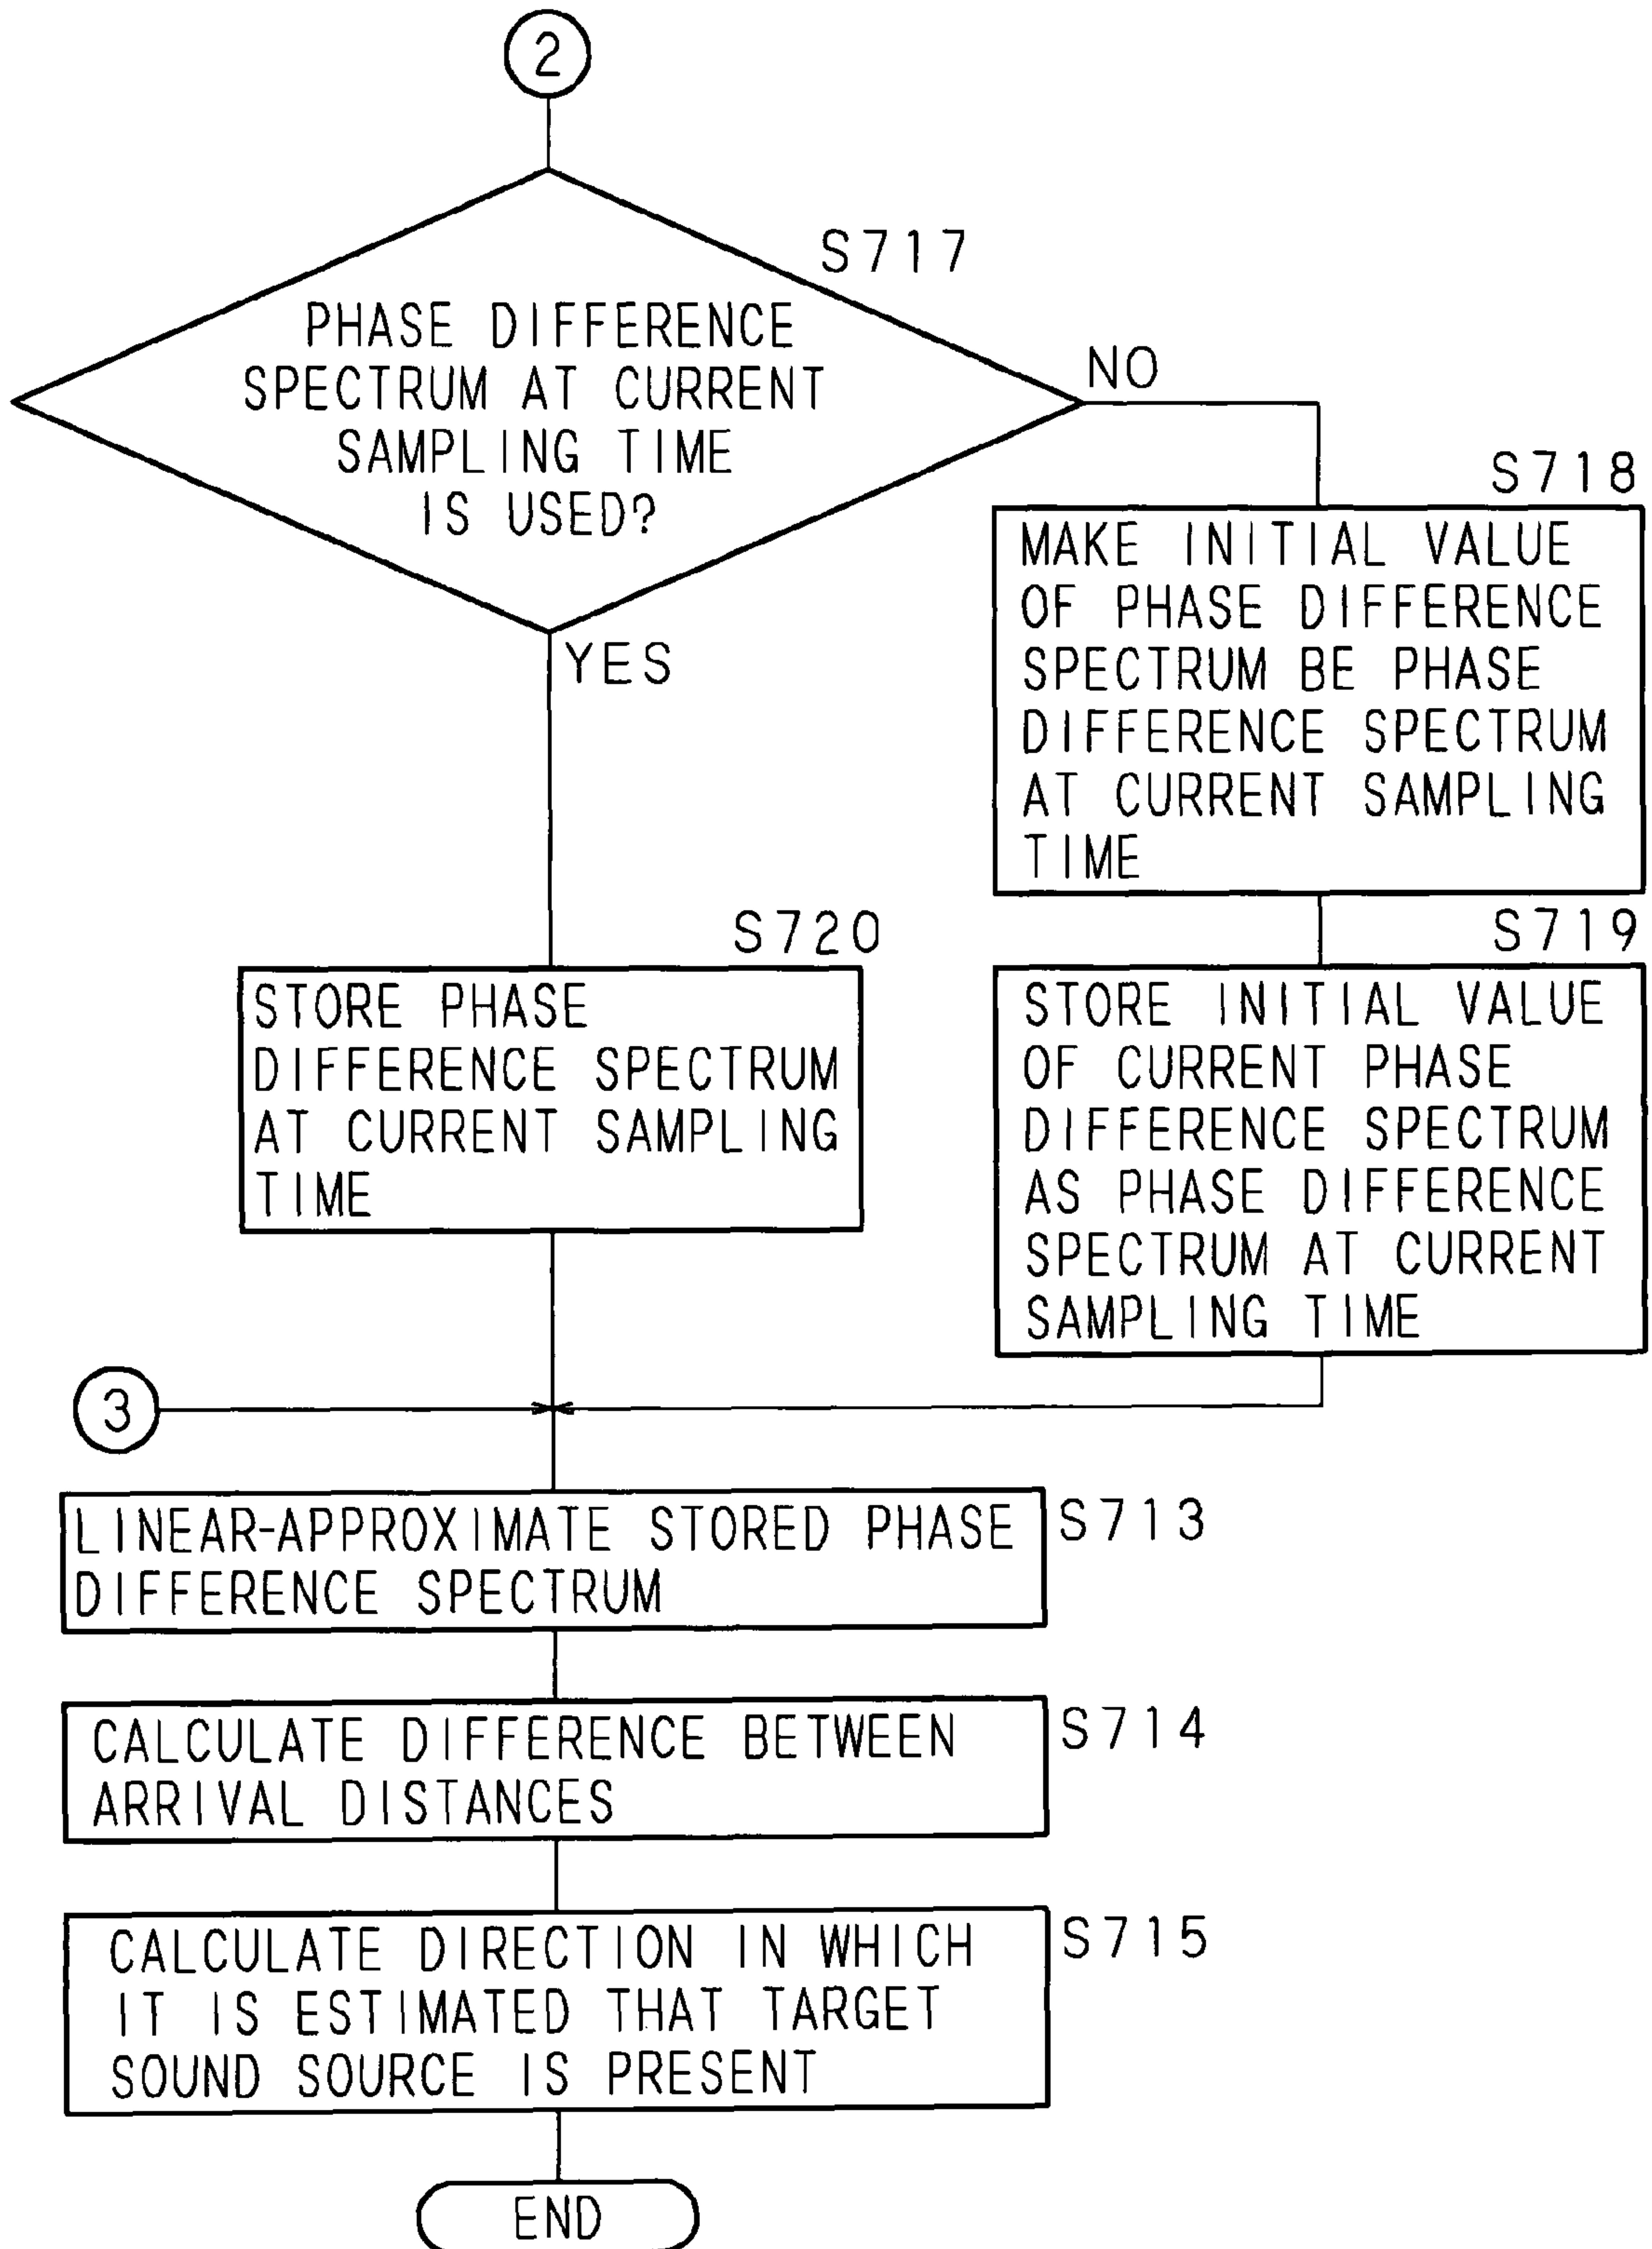 2
S717
PHASE DIFFERENCE
SPECTRUM AT CURRENT
SAMPLING TIME
IS USED?
NO
YES
S718
MAKE INITIAL VALUE
OF PHASE DIFFERENCE
SPECTRUM BE PHASE
DIFFERENCE SPECTRUM
AT CURRENT SAMPLING
TIME
S720
STORE PHASE
DIFFERENCE SPECTRUM
AT CURRENT SAMPLING
TIME
S719
STORE INITIAL VALUE
OF CURRENT PHASE
DIFFERENCE SPECTRUM
AS PHASE DIFFERENCE
SPECTRUM AT CURRENT
SAMPLING TIME
3
LINEAR-APPROXIMATE STORED PHASE
DIFFERENCE SPECTRUM
S713
CALCULATE DIFFERENCE BETWEEN
ARRIVAL DISTANCES
S714
CALCULATE DIRECTION IN WHICH
IT IS ESTIMATED THAT TARGET
SOUND SOURCE IS PRESENT
S715
END